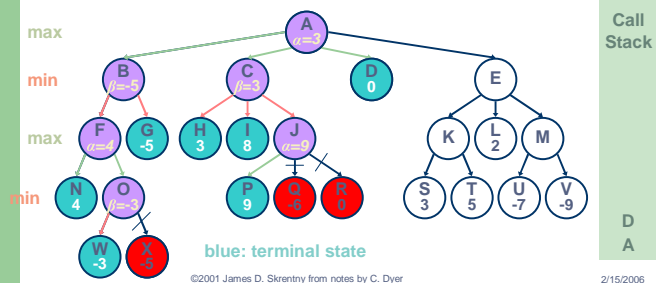 max
A
α=3
Call
Stack
min
B
β=-5
C
β=3
D
0
E
max
F
α=4
G
-5
H
3
I
8
J
α=9
K
L
2
M
min
N
4
O
β=-3
P
9
Q
-6
R
0
S
3
T
5
U
-7
V
-9
D
A
W
-3
X
-5
blue: terminal state
©2001 James D. Skrentny from notes by C. Dyer
2/15/2006